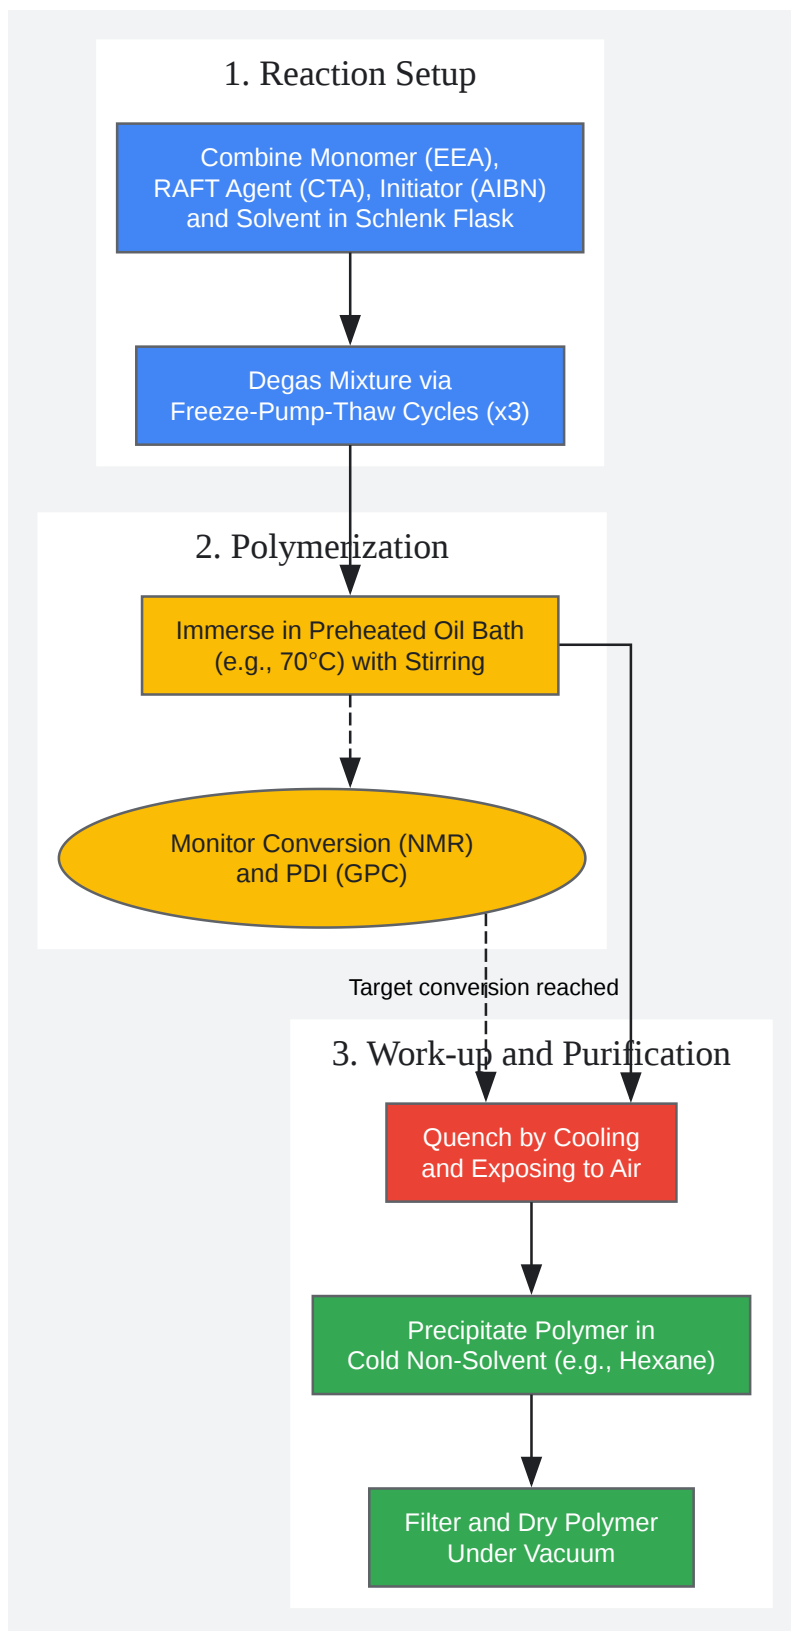 1. Reaction Setup
Combine Monomer (EEA),
RAFT Agent (CTA), Initiator (AIBN)
and Solvent in Schlenk Flask
Degas Mixture via
Freeze-Pump-Thaw Cycles (x3)
2. Polymerization
Immerse in Preheated Oil Bath
(e.g., 70°C) with Stirring
Monitor Conversion (NMR)
and PDI (GPC)
Target conversion reached
3. Work-up and Purification
Quench by Cooling
and Exposing to Air
Precipitate Polymer in
Cold Non-Solvent (e.g., Hexane)
Filter and Dry Polymer
Under Vacuum